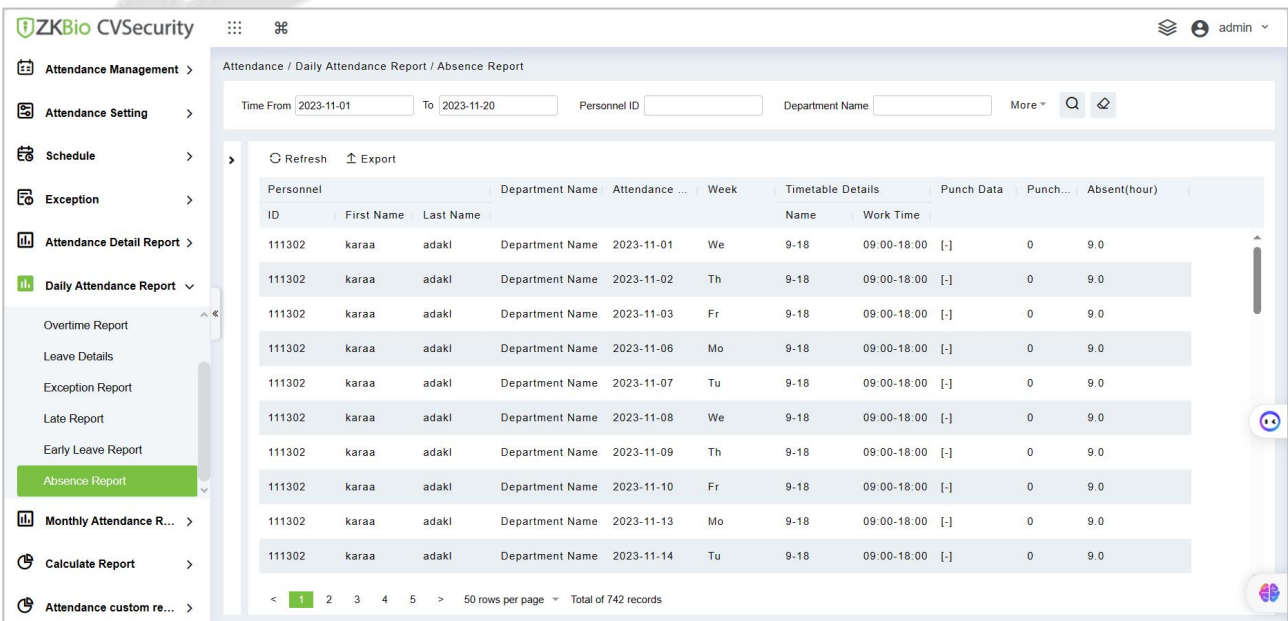 ZKBio CVSecurity
admin
Attendance Management
Attendance Setting
Schedule
Exception
Attendance Detail Report
Daily Attendance Report
Overtime Report
Leave Details
Exception Report
Late Report
Early Leave Report
Absence Report
Monthly Attendance R...
Calculate Report
Attendance custom re...
Attendance / Daily Attendance Report / Absence Report
Time From 2023-11-01 To 2023-11-20 Personnel ID Department Name More
Refresh Export
Personnel Department Name Attendance ... Week Timetable Details Punch Data Punch... Absent(hour)
ID First Name Last Name Name Work Time
111302 karaa adakl Department Name 2023-11-01 We 9-18 09:00-18:00 [-] 0 9.0
111302 karaa adakl Department Name 2023-11-02 Th 9-18 09:00-18:00 [-] 0 9.0
111302 karaa adakl Department Name 2023-11-03 Fr 9-18 09:00-18:00 [-] 0 9.0
111302 karaa adakl Department Name 2023-11-06 Mo 9-18 09:00-18:00 [-] 0 9.0
111302 karaa adakl Department Name 2023-11-07 Tu 9-18 09:00-18:00 [-] 0 9.0
111302 karaa adakl Department Name 2023-11-08 We 9-18 09:00-18:00 [-] 0 9.0
111302 karaa adakl Department Name 2023-11-09 Th 9-18 09:00-18:00 [-] 0 9.0
111302 karaa adakl Department Name 2023-11-10 Fr 9-18 09:00-18:00 [-] 0 9.0
111302 karaa adakl Department Name 2023-11-13 Mo 9-18 09:00-18:00 [-] 0 9.0
111302 karaa adakl Department Name 2023-11-14 Tu 9-18 09:00-18:00 [-] 0 9.0
< 1 2 3 4 5 > 50 rows per page Total of 742 records